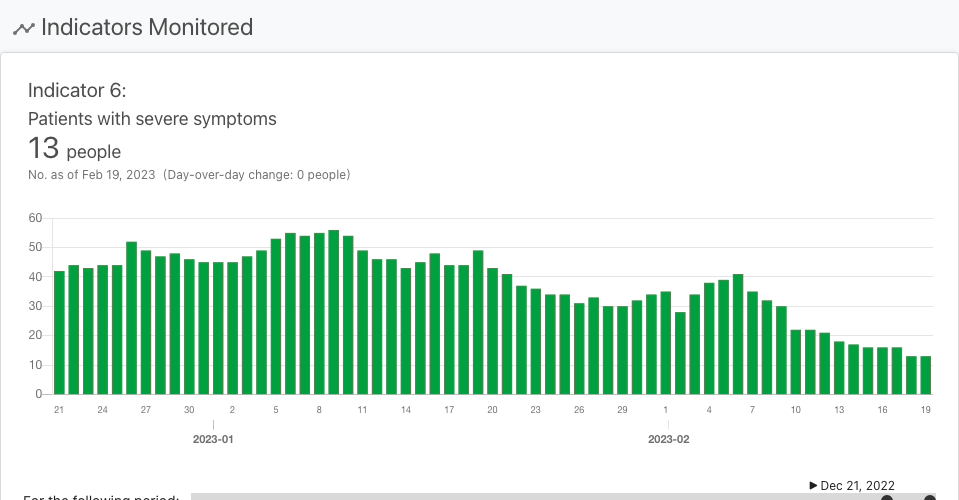 Indicators Monitored
Indicator 6:
Patients with severe symptoms
13 people
No. as of Feb 19, 2023 (Day-over-day change: 0 people)
60
50
40
30
20
10
0
21 24 27 30 2 5 8 11 14 17 20 23 26 29 1 4 7 10 13 16 19
2023-01 2023-02
▶ Dec 21, 2022
For the following period: